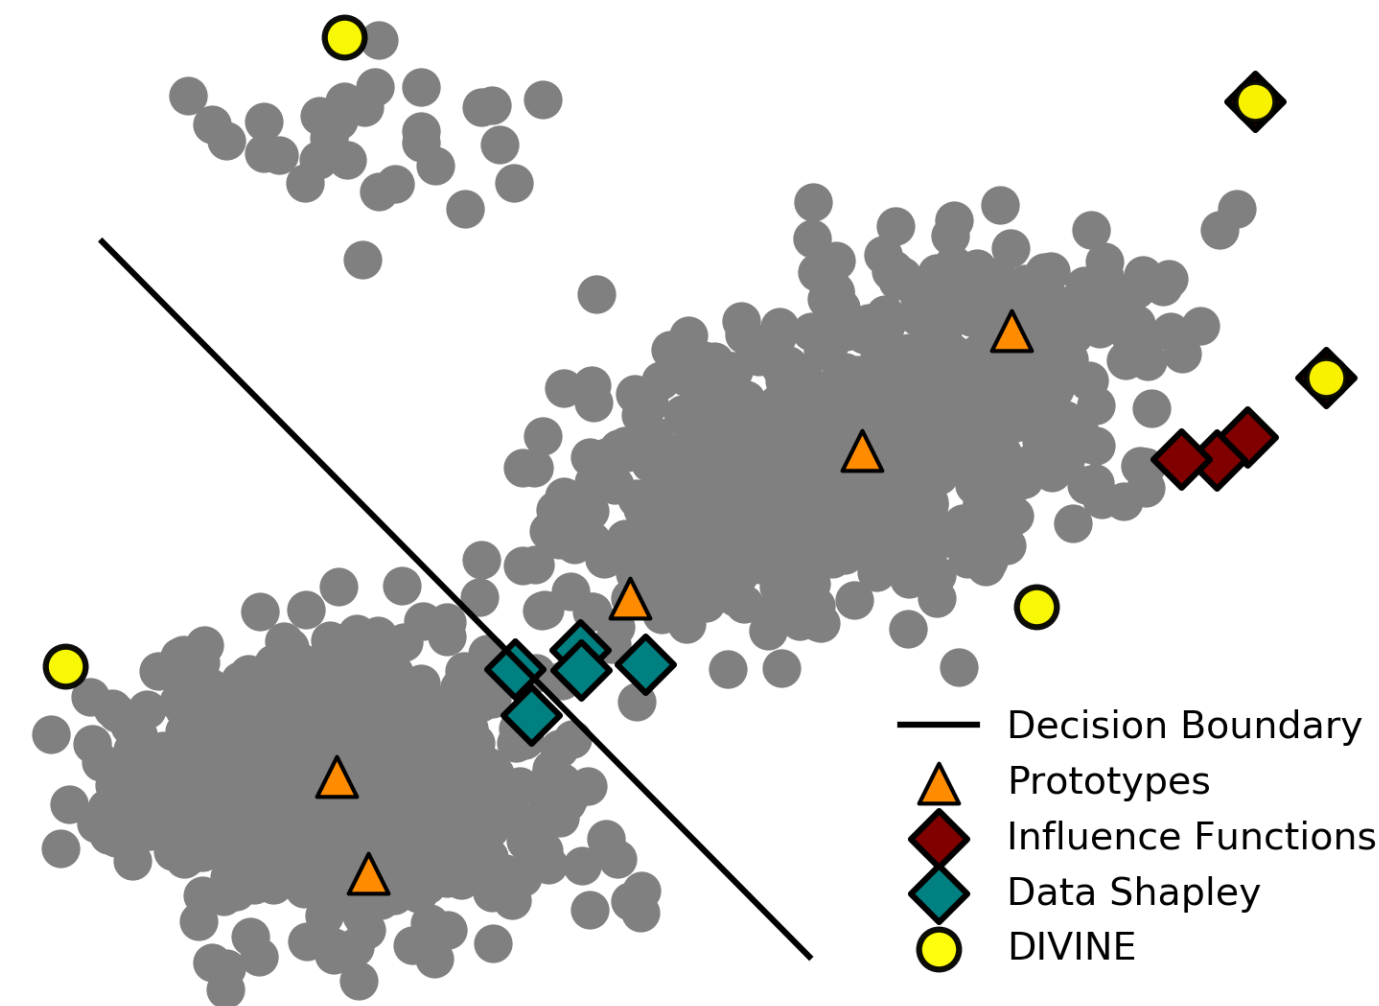 Decision Boundary
Prototypes
Influence Functions
Data Shapley
DIVINE